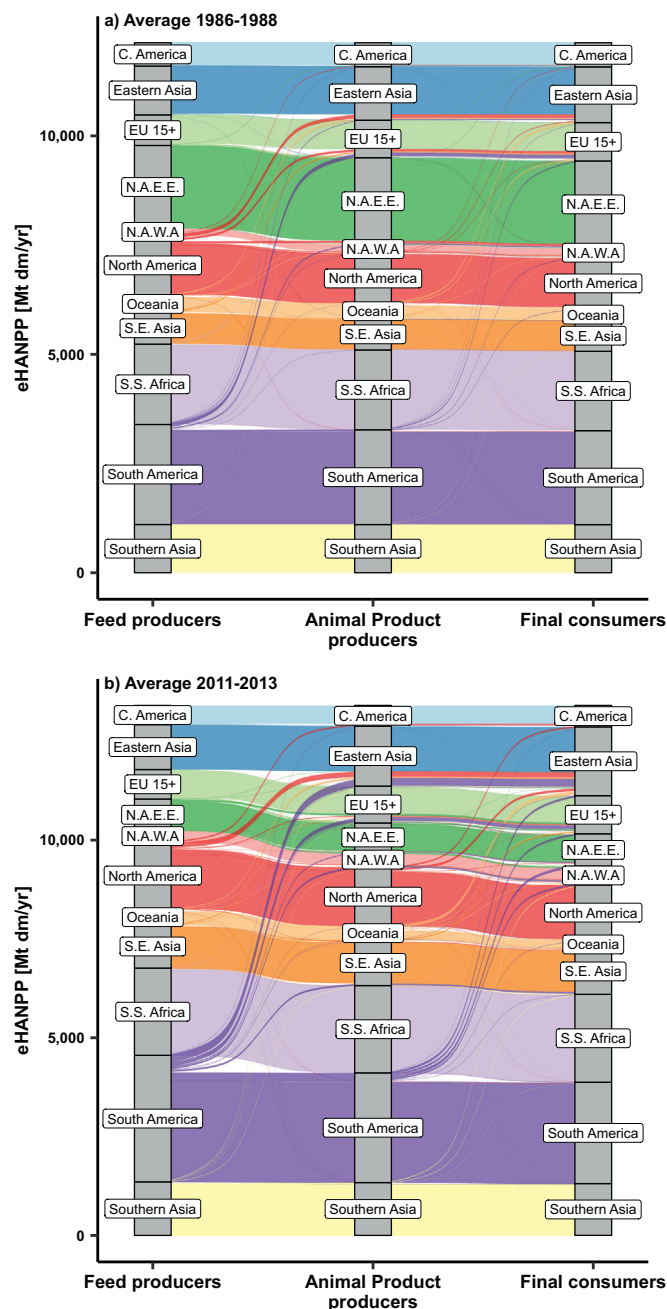 a) Average 1986-1988
C. America C. America C. America
Eastern Asia Eastern Asia Eastern Asia
EU 15+ EU 15+ EU 15+
10,000
N.A.E.E. N.A.E.E. N.A.E.E.
N.A.W.A N.A.W.A N.A.W.A
North America North America North America
Oceania Oceania Oceania
S.E. Asia S.E. Asia S.E. Asia
5,000
S.S. Africa S.S. Africa S.S. Africa
South America South America South America
Southern Asia Southern Asia Southern Asia
0
eHANPP [Mt dm/yr]
Feed producers Animal Product Final consumers
producers
b) Average 2011-2013
C. America C. America C. America
Eastern Asia Eastern Asia Eastern Asia
EU 15+ EU 15+ EU 15+
N.A.E.E. N.A.E.E. N.A.E.E.
10,000
N.A.W.A N.A.W.A N.A.W.A
North America North America North America
Oceania Oceania Oceania
S.E. Asia S.E. Asia S.E. Asia
5,000
S.S. Africa S.S. Africa S.S. Africa
South America South America South America
Southern Asia Southern Asia Southern Asia
0
eHANPP [Mt dm/yr]
Feed producers Animal Product Final consumers
producers